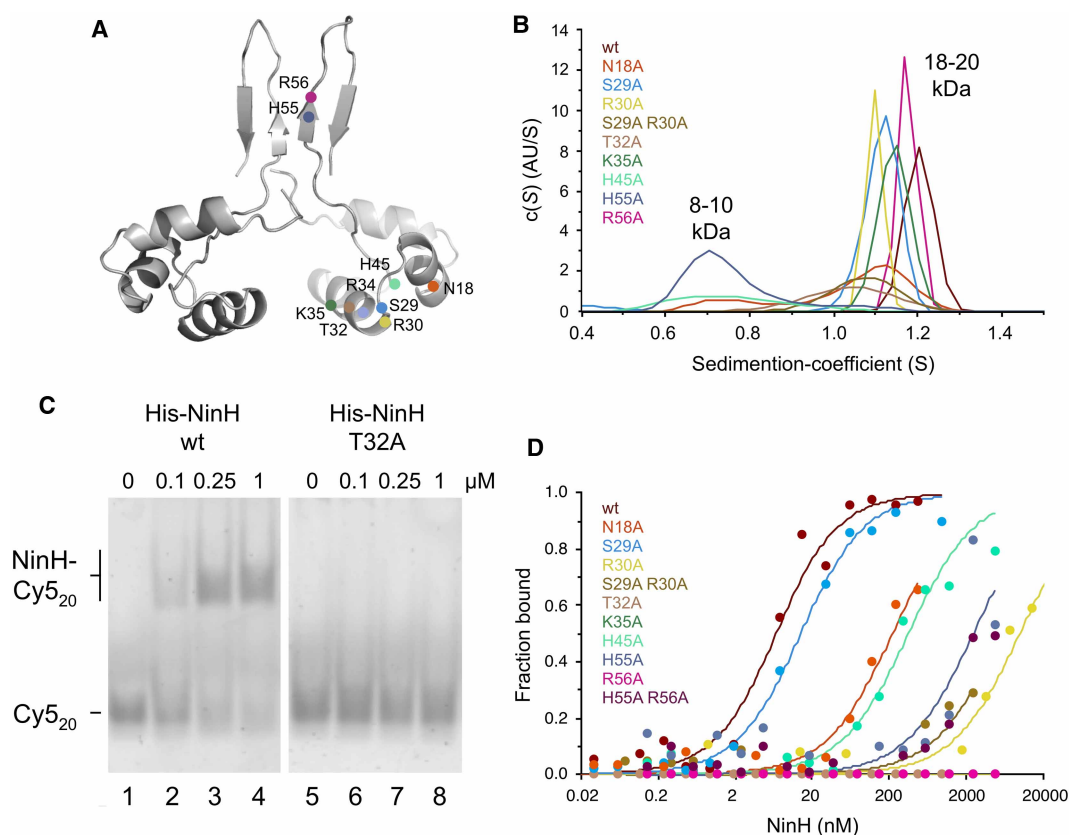 A
R56
H55
H45
R34
N18
K35
S29
T32
R30
B
14
12
10
8
6
4
2
0
c(S) (AU/S)
wt
N18A
S29A
R30A
S29A R30A
T32A
K35A
H45A
H55A
R56A
8-10
kDa
18-20
kDa
0.4 0.6 0.8 1.0 1.2 1.4
Sedimention-coefficient (S)
C
His-NinH
wt
His-NinH
T32A
0 0.1 0.25 1 0 0.1 0.25 1 µM
NinH-
Cy5₂₀
Cy5₂₀
1 2 3 4 5 6 7 8
D
1.0
0.8
0.6
0.4
0.2
0.0
Fraction bound
wt
N18A
S29A
R30A
S29A R30A
T32A
K35A
H45A
H55A
R56A
H55A R56A
0.02 0.2 2 20 200 2000 20000
NinH (nM)